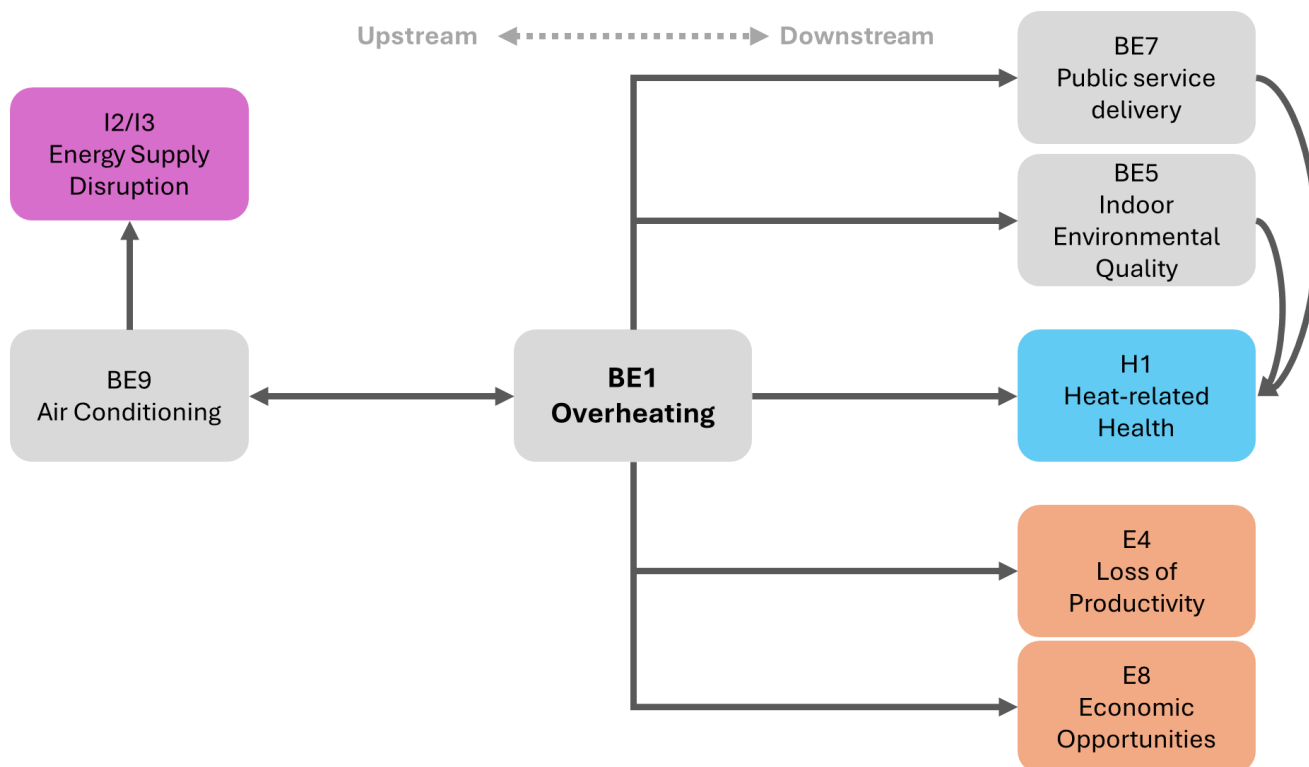 Upstream
Downstream
BE7
Public service
delivery
I2/I3
Energy Supply
Disruption
BE5
Indoor
Environmental
Quality
BE9
Air Conditioning
BE1
Overheating
H1
Heat-related
Health
E4
Loss of
Productivity
E8
Economic
Opportunities